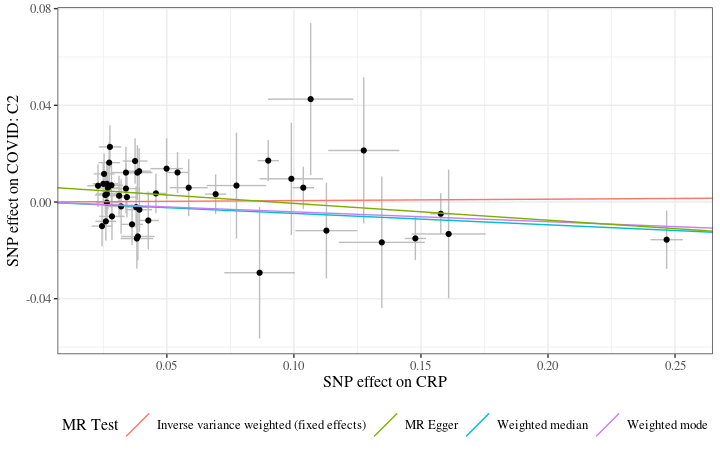 0.08
0.04
0.00
-0.04
SNP effect on COVID: C2
0.05 0.10 0.15 0.20 0.25
SNP effect on CRP
MR Test Inverse variance weighted (fixed effects) MR Egger Weighted median Weighted mode